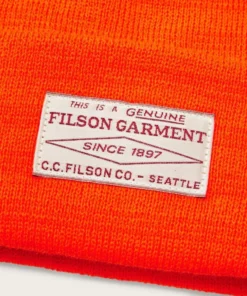 THIS IS A GENUINE
FILSON GARMENT
SINCE 1897
C.C. FILSON CO. – SEATTLE